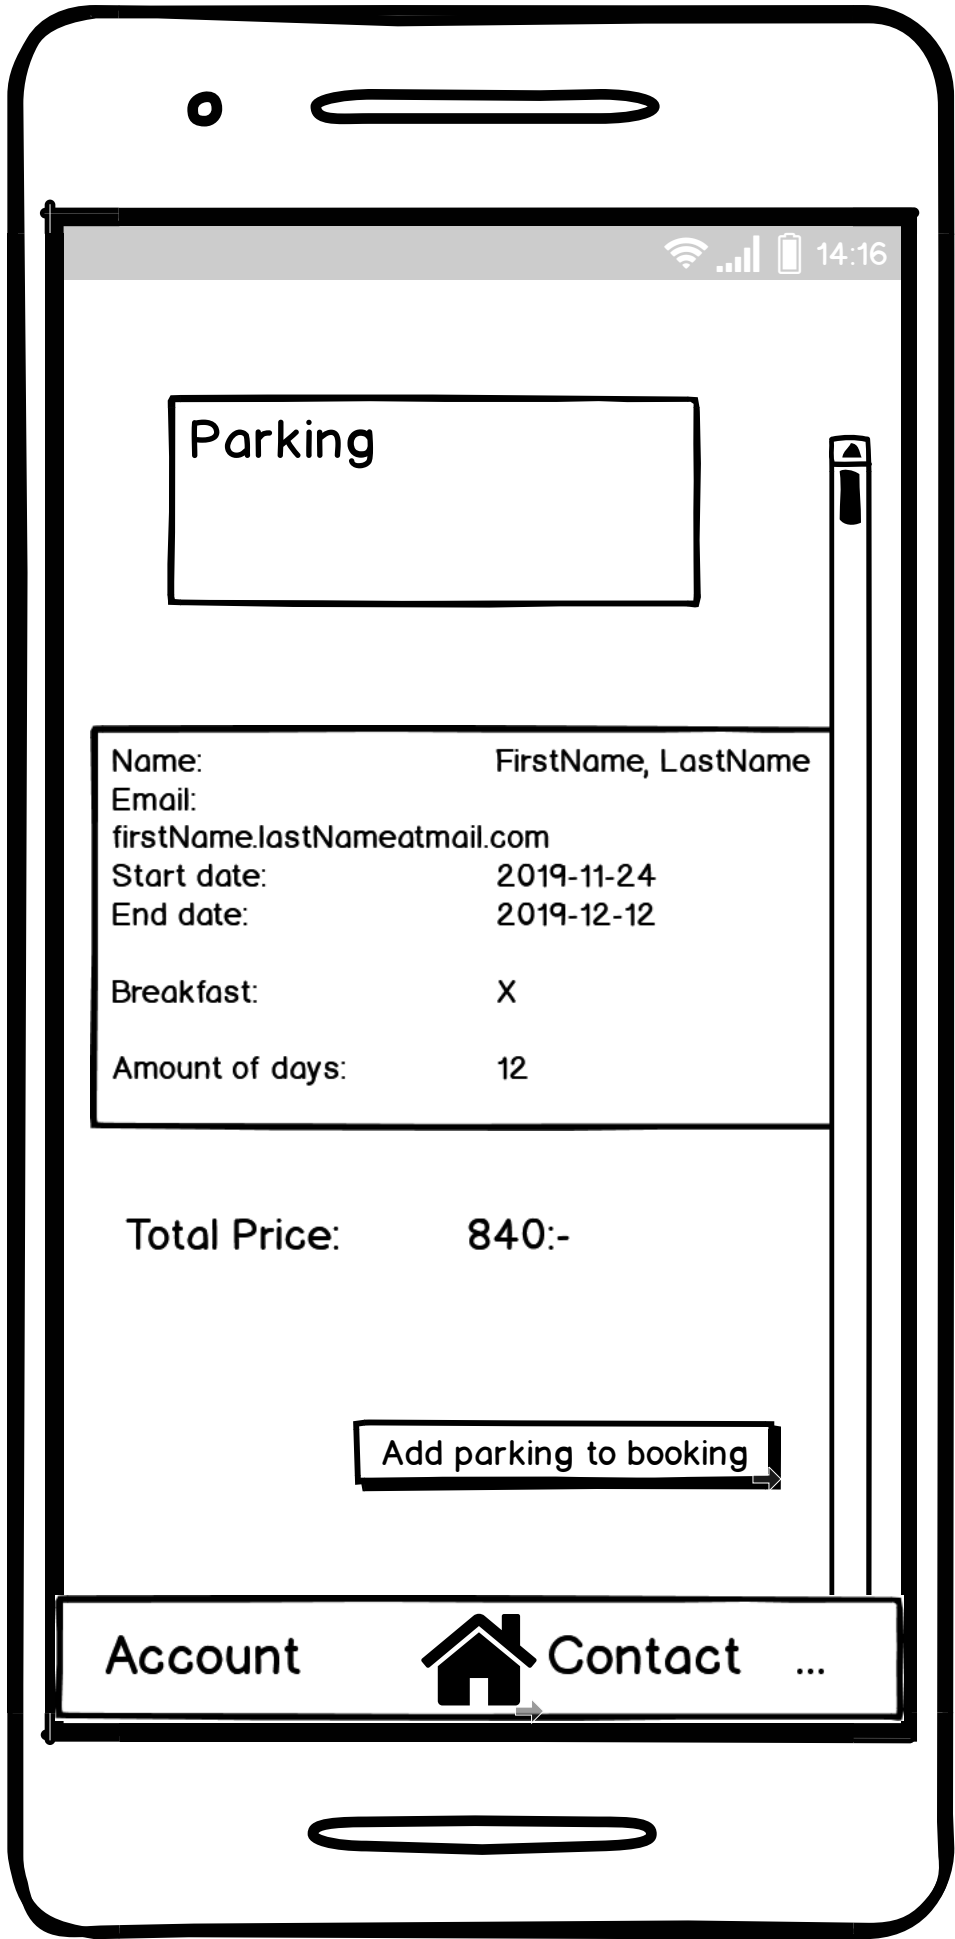 14:16
Parking
Name: FirstName, LastName
Email:
firstName.lastNameatmail.com
Start date: 2019-11-24
End date: 2019-12-12
Breakfast: X
Amount of days: 12
Total Price: 840:-
Add parking to booking
Account Contact ...